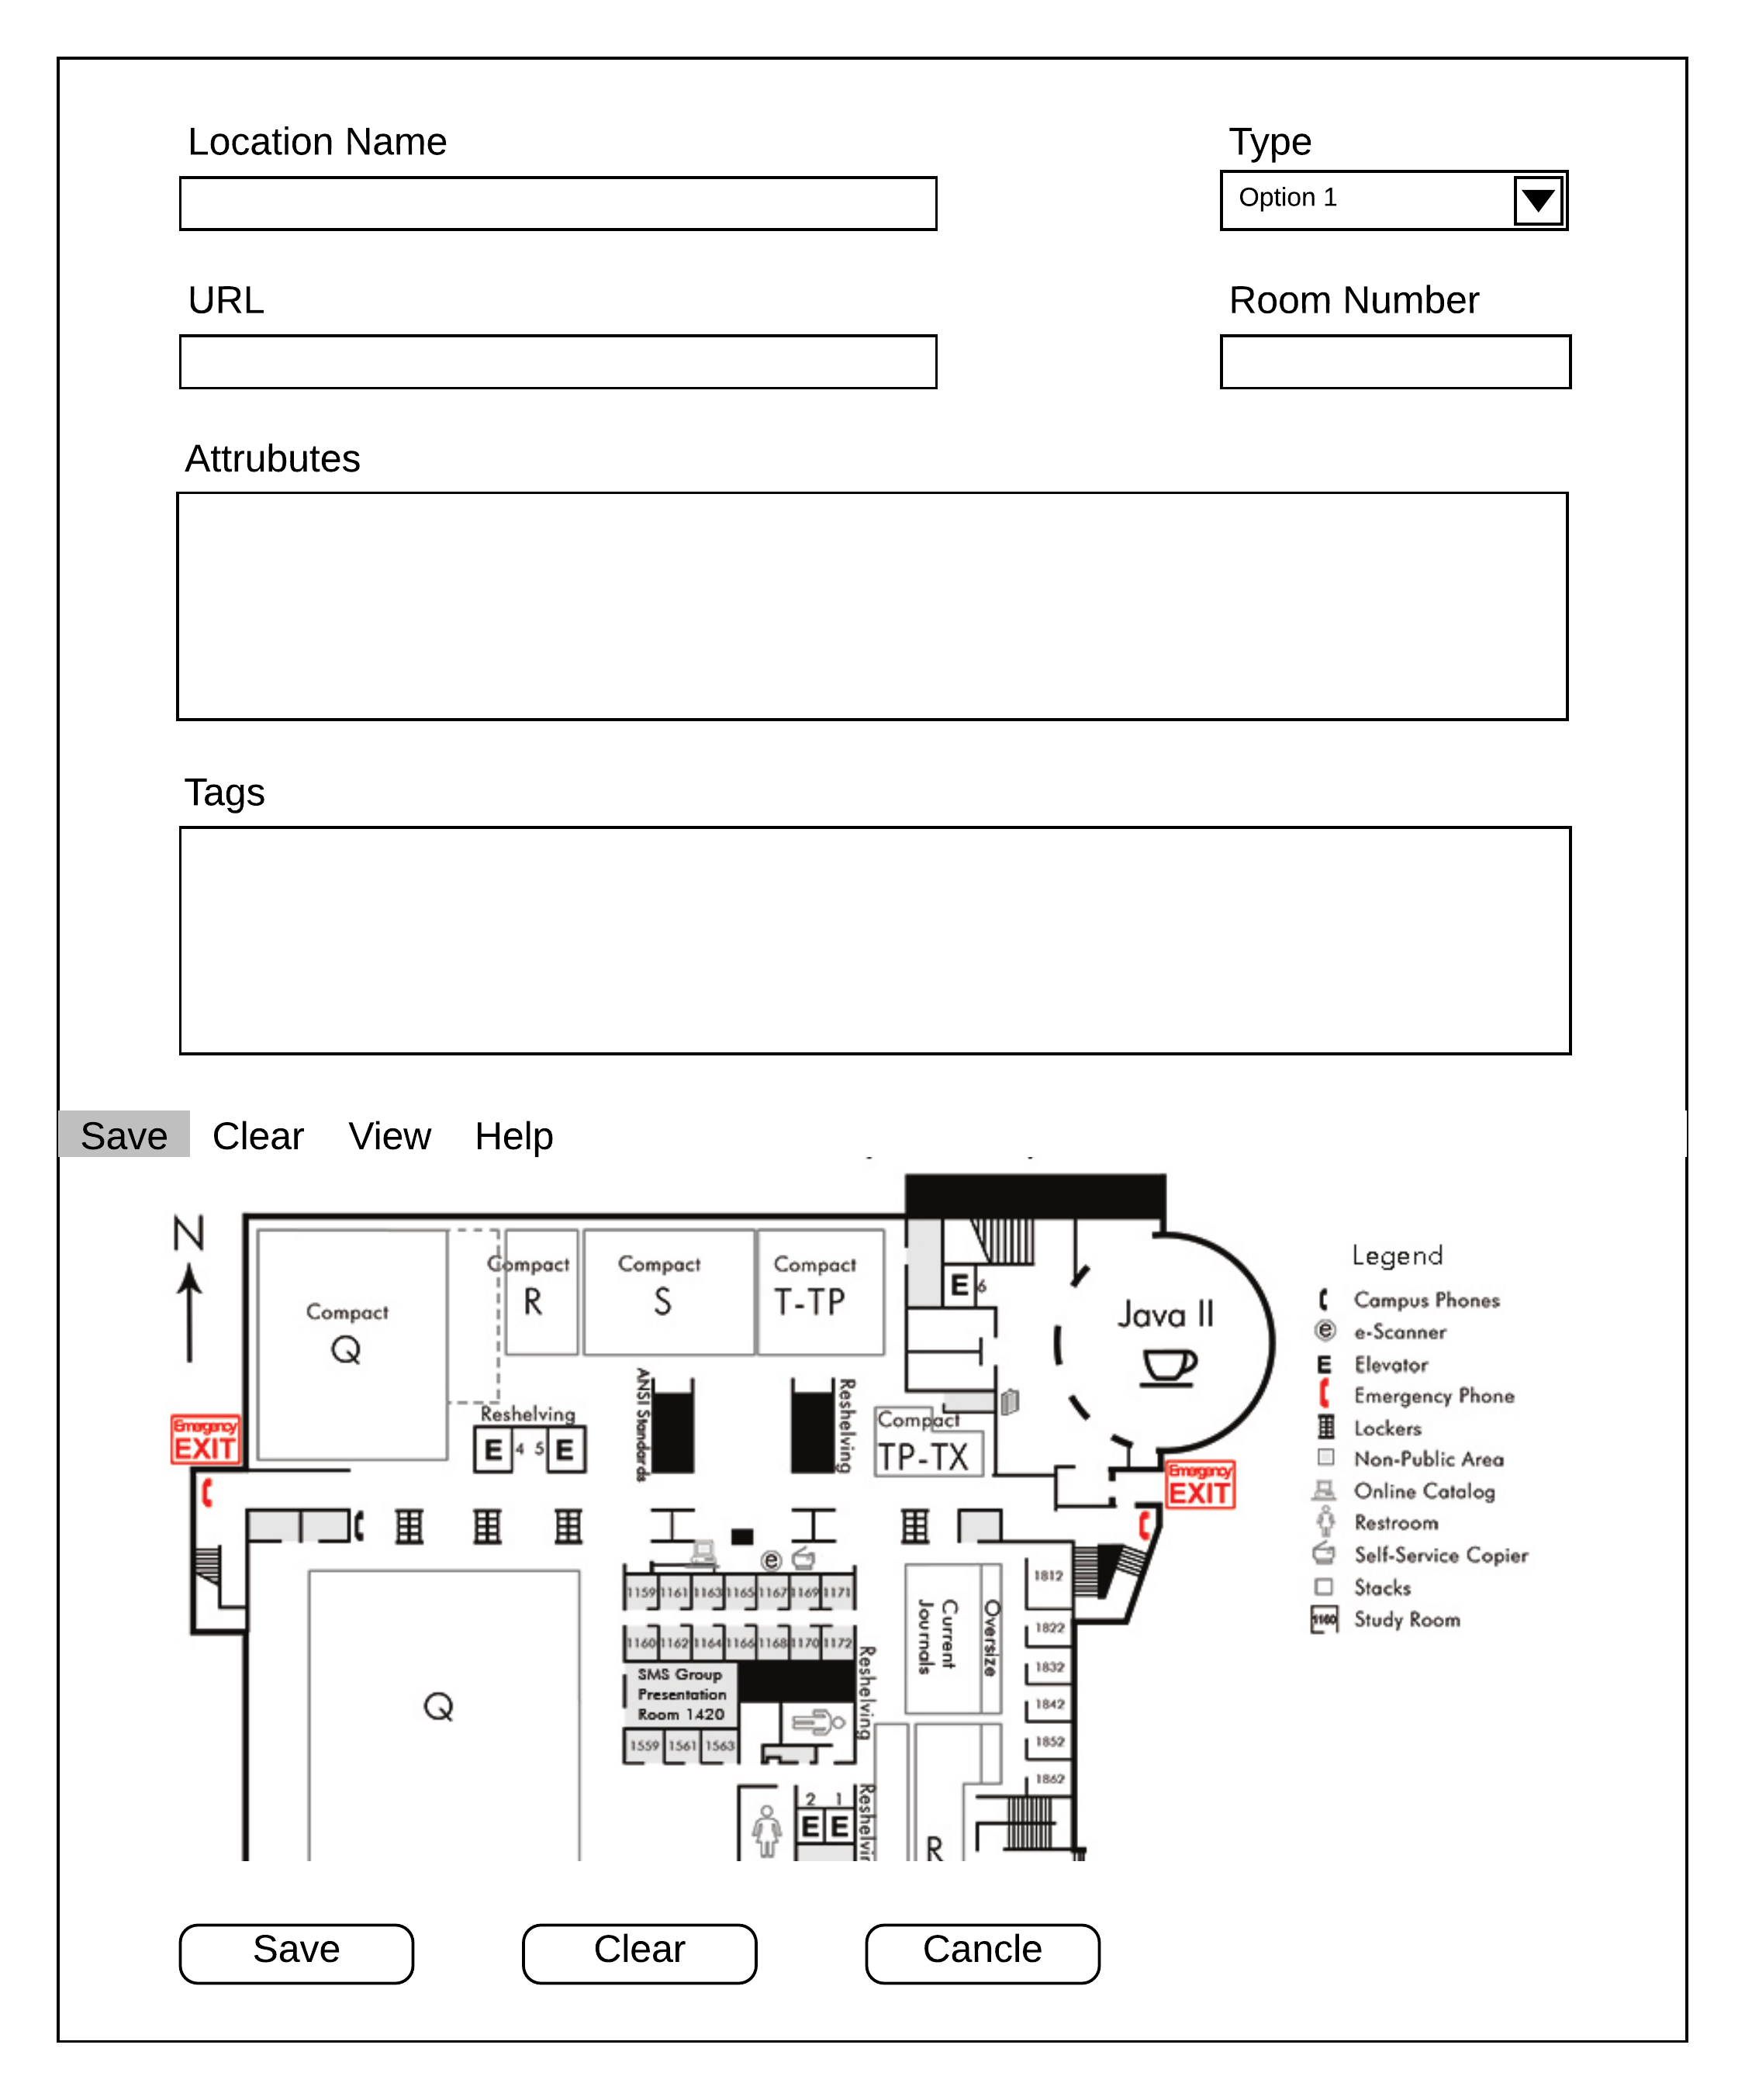 Location Name
Type
Option 1
URL
Room Number
Attrubutes
Tags
Save Clear View Help
N
Compact
Q
Compact
R
Compact
S
Compact
T-TP
E 6
Java II
Legend
Campus Phones
e e-Scanner
E Elevator
Emergency Phone
Lockers
Non-Public Area
Online Catalog
Restroom
Self-Service Copier
Stacks
1160 Study Room
Emergency
EXIT
Reshelving
E 4 5 E
ANSI Standards
Reshelving
Compact
TP-TX
Emergency
EXIT
e
1159 1161 1163 1165 1167 1169 1171
1160 1162 1164 1166 1168 1170 1172
SMS Group
Presentation
Room 1420
1559 1561 1563
Reshelving
Current
Journals
Oversize
1812
1822
1832
1842
1852
1862
Q
2 1
E E
R
Save
Clear
Cancle